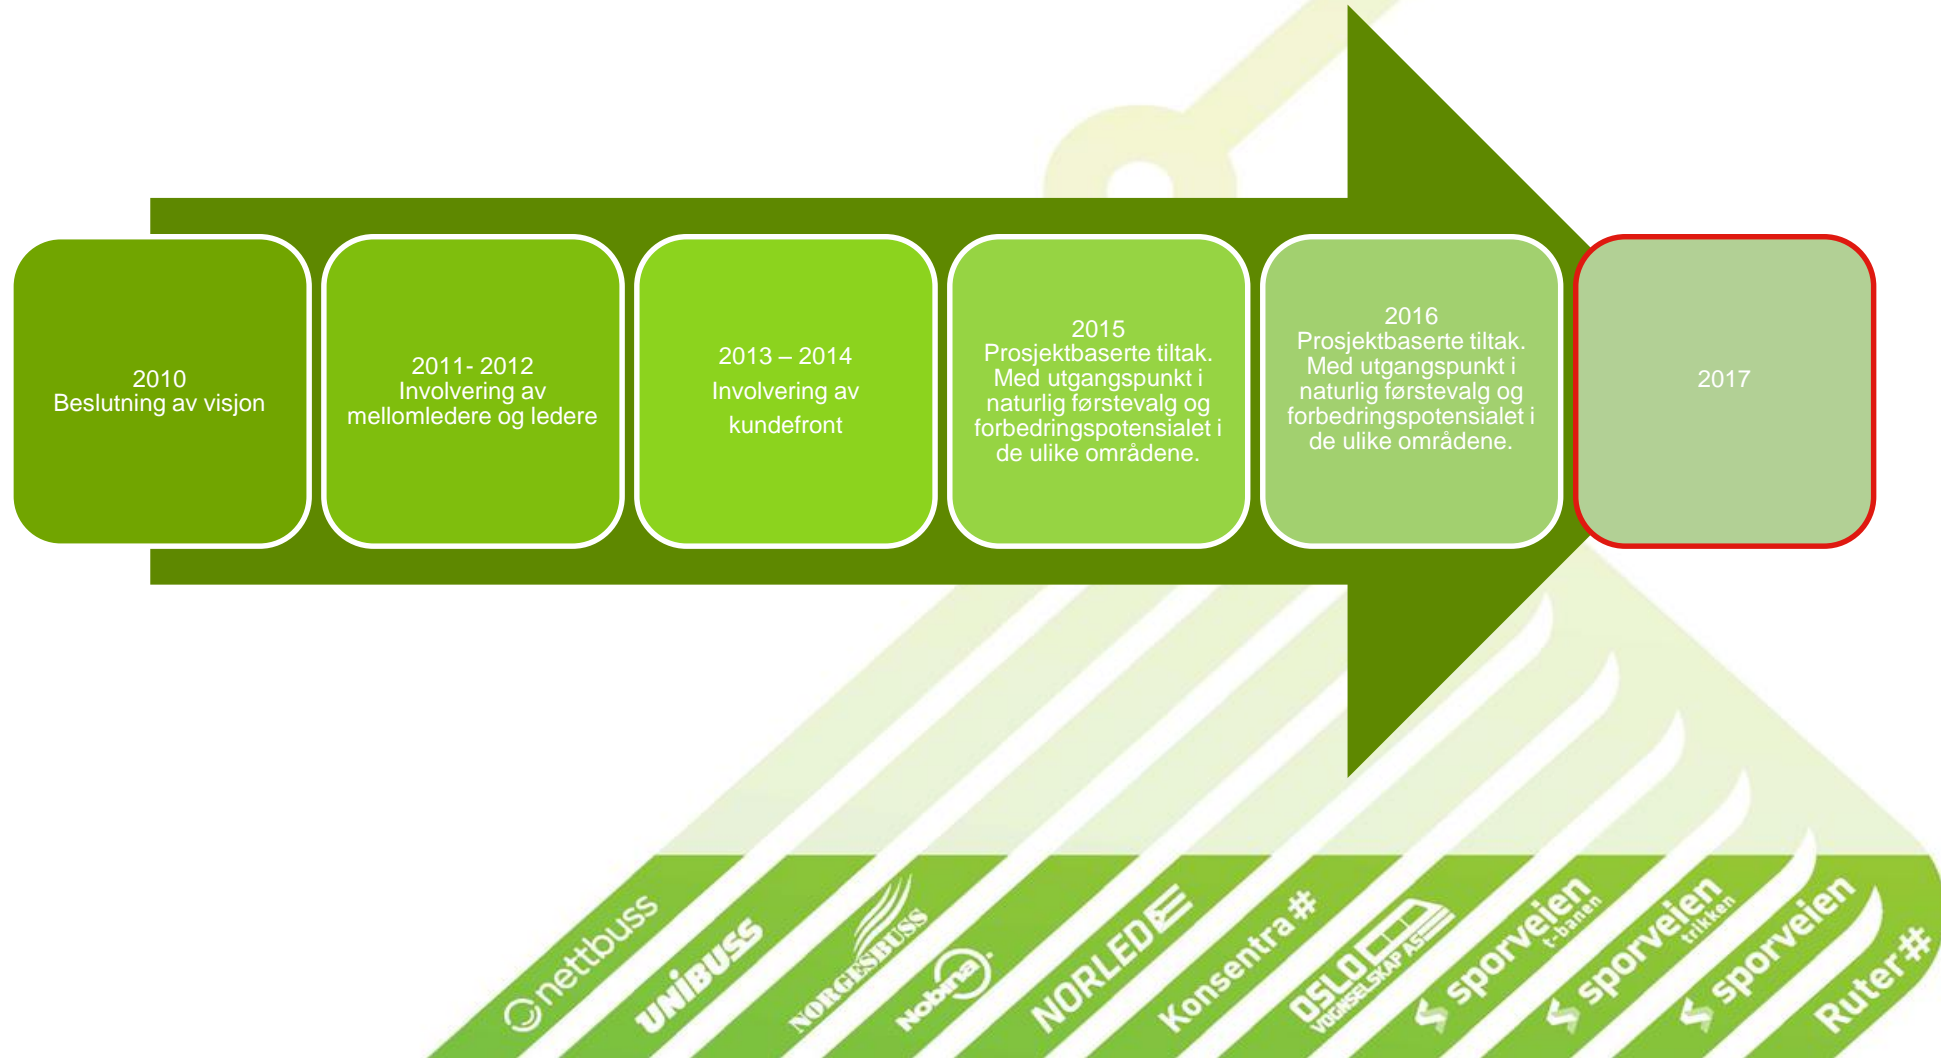 2010
Beslutning av visjon
2011- 2012
Involvering av
mellomledere og ledere
2013 – 2014
Involvering av
kundefront
2015
Prosjektbaserte tiltak.
Med utgangspunkt i
naturlig førstevalg og
forbedringspotensialet i
de ulike områdene.
2016
Prosjektbaserte tiltak.
Med utgangspunkt i
naturlig førstevalg og
forbedringspotensialet i
de ulike områdene.
2017
nettbuss
UNIBUSS
NORGESBUSS
Nobina
NORLED
Konsentra#
OSLO
VOGNSELSKAP AS
sporveien
t-banen
sporveien
trikken
sporveien
Ruter#